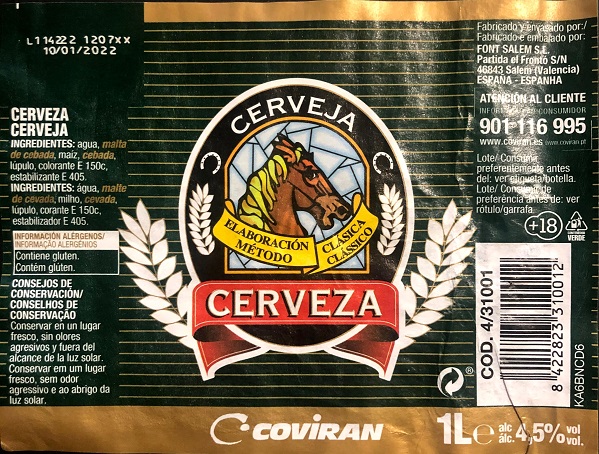 L114222 1207XX
10/01/2022
CERVEZA
CERVEJA
INGREDIENTES: agua, malta
de cebada, maíz, cebada,
lúpulo, colorante E 150c,
estabilizante E 405.
INGREDIENTES: água, malte
de cevada, milho, cevada,
lúpulo, corante E 150c,
estabilizador E 405.
INFORMACIÓN ALÉRGENOS/
INFORMAÇÃO ALERGÉNIOS
Contiene gluten.
Contém glúten.
CONSEJOS DE
CONSERVACIÓN/
CONSELHOS DE
CONSERVAÇÃO
Conservar en un lugar
fresco, sin olores
agresivos y fuera del
alcance de la luz solar.
Conservar em um lugar
fresco, sem odor
agressivo e ao abrigo da
luz solar.
CERVEJA
ELABORACIÓN CLÁSICA
MÉTODO CLÁSSICO
CERVEZA
COVIRAN
Fabricado y envasado por:/
Fabricado e embalado por:
FONT SALEM S.L.
Partida el Frontó S/N
46843 Salem (Valencia)
ESPAÑA - ESPANHA
ATENCIÓN AL CLIENTE
CONSUMIDOR
901 116 995
www.coviran.es www.coviran.pt
Lote/ Consumir
preferentemente antes
del: ver etiqueta/botella.
Lote/ Consumir de
preferência antes de: ver
rótulo/garrafa.
+18
VERDE
COD. 4/31001
8 422823 310012
KA6BNCD6
®
1L e alc. 4,5% vol
álc. vol.